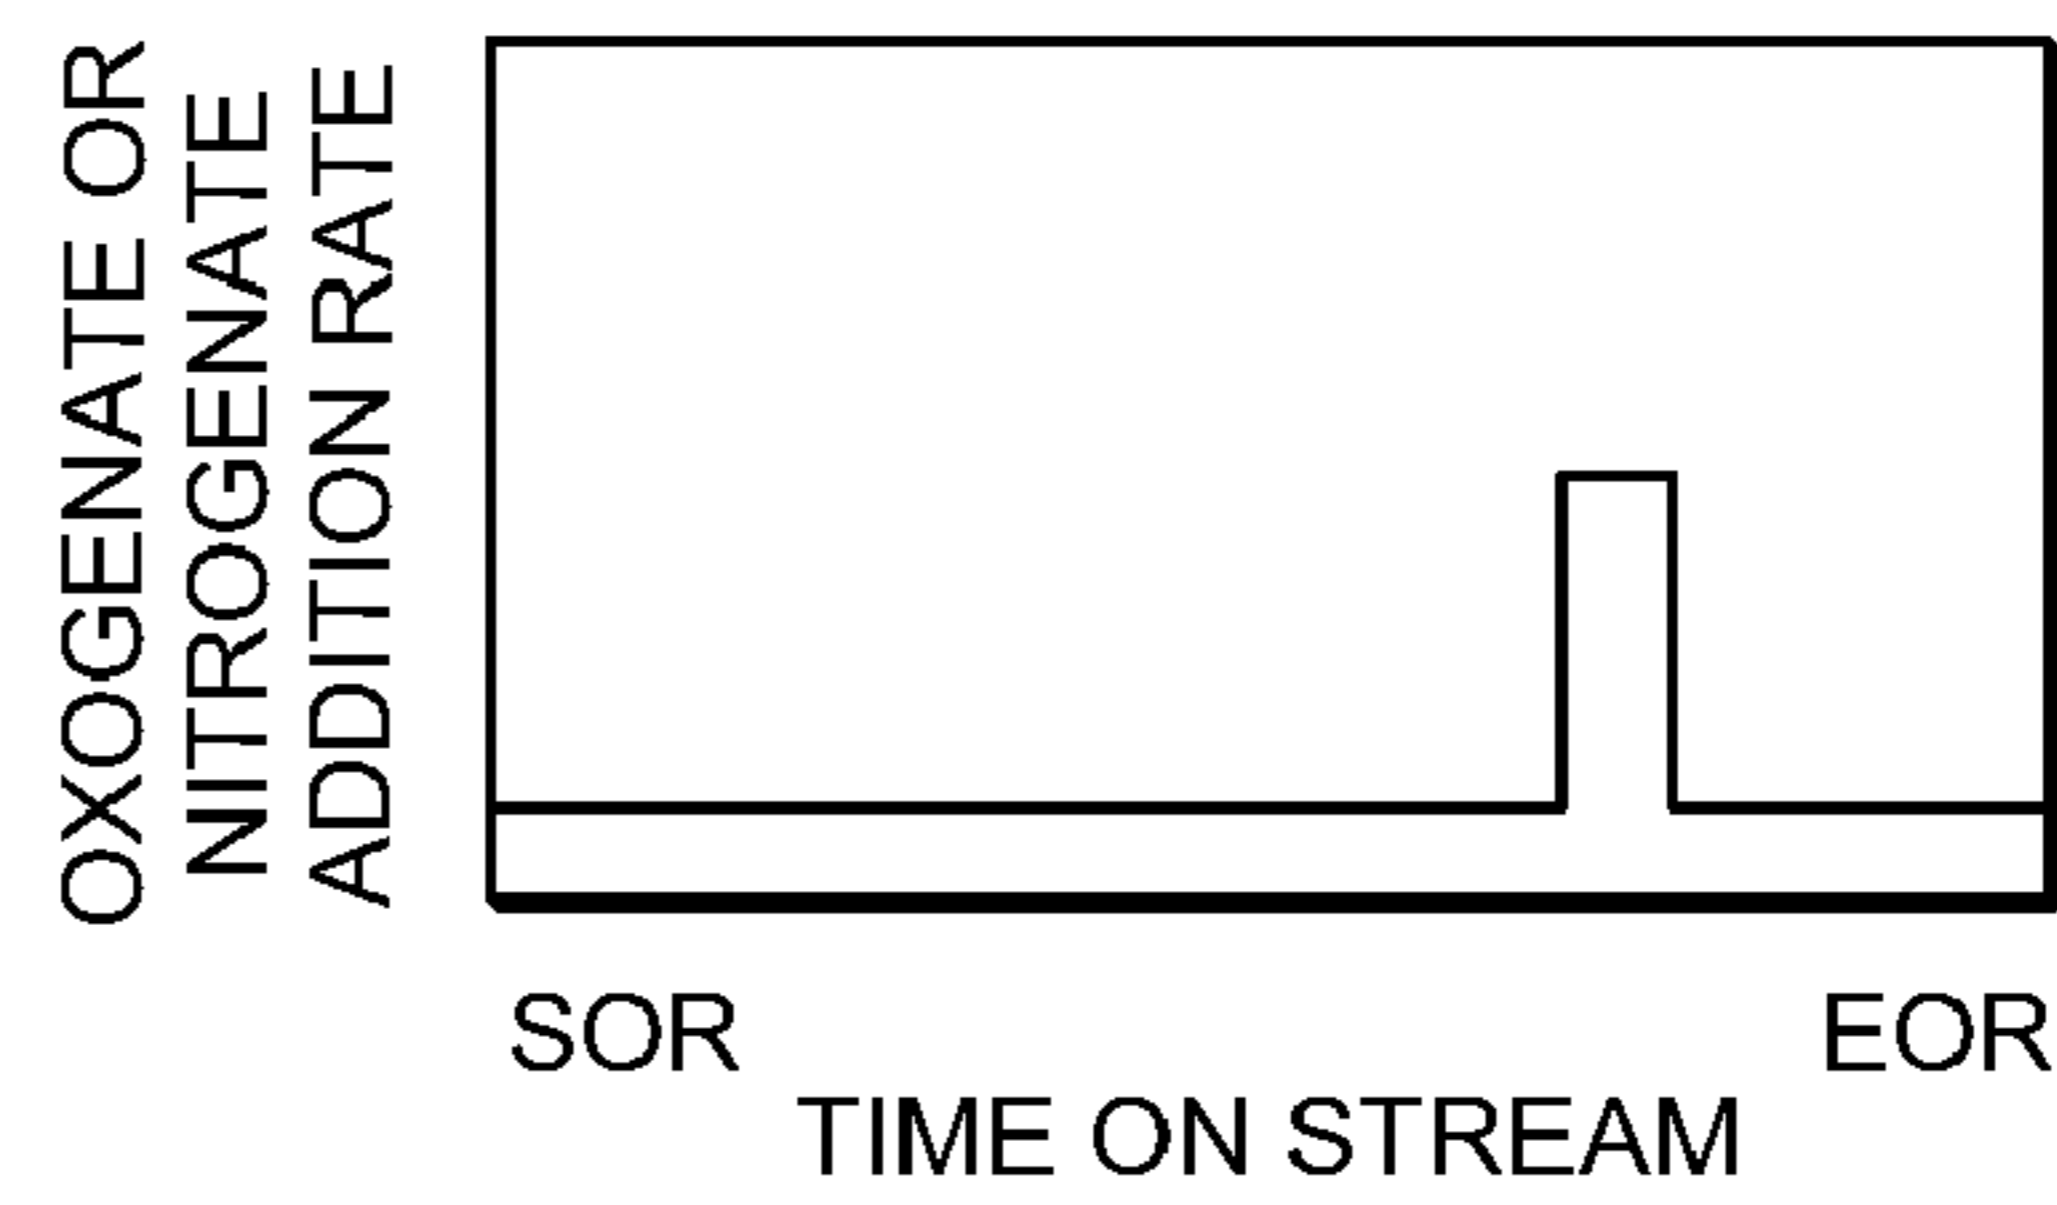 OXOGENATE OR
NITROGENATE
ADDITION RATE
SOR EOR
TIME ON STREAM